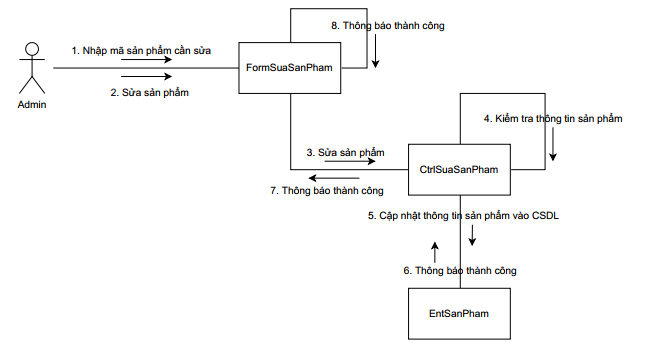 8. Thông báo thành công
1. Nhập mã sản phẩm cần sửa
FormSuaSanPham
2. Sửa sản phẩm
Admin
4. Kiểm tra thông tin sản phẩm
3. Sửa sản phẩm
CtrlSuaSanPham
7. Thông báo thành công
5. Cập nhật thông tin sản phẩm vào CSDL
6. Thông báo thành công
EntSanPham